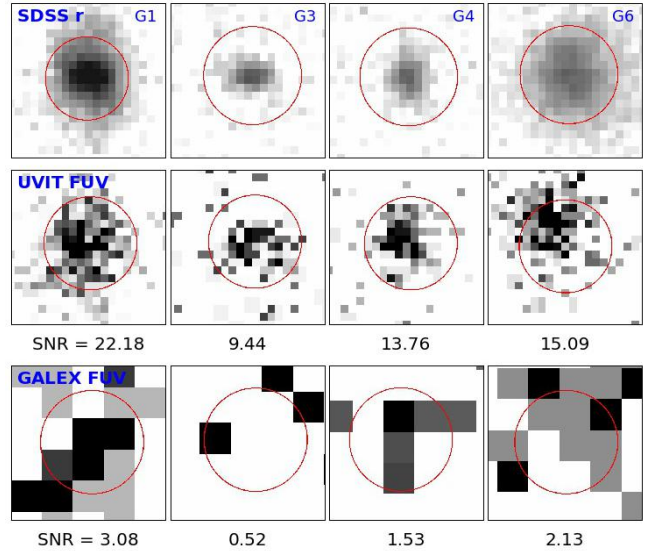 SDSS r G1 G3 G4 G6
UVIT FUV
SNR = 22.18 9.44 13.76 15.09
GALEX FUV
SNR = 3.08 0.52 1.53 2.13